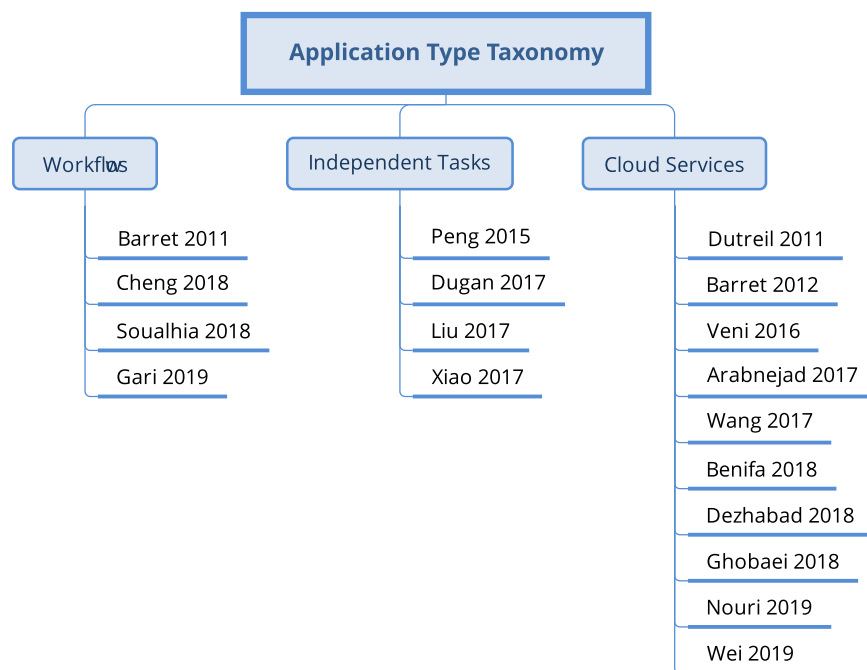 Application Type Taxonomy
Workflows
Independent Tasks
Cloud Services
Barret 2011
Cheng 2018
Soualhia 2018
Gari 2019
Peng 2015
Dugan 2017
Liu 2017
Xiao 2017
Dutreil 2011
Barret 2012
Veni 2016
Arabnejad 2017
Wang 2017
Benifa 2018
Dezhabad 2018
Ghobaei 2018
Nouri 2019
Wei 2019